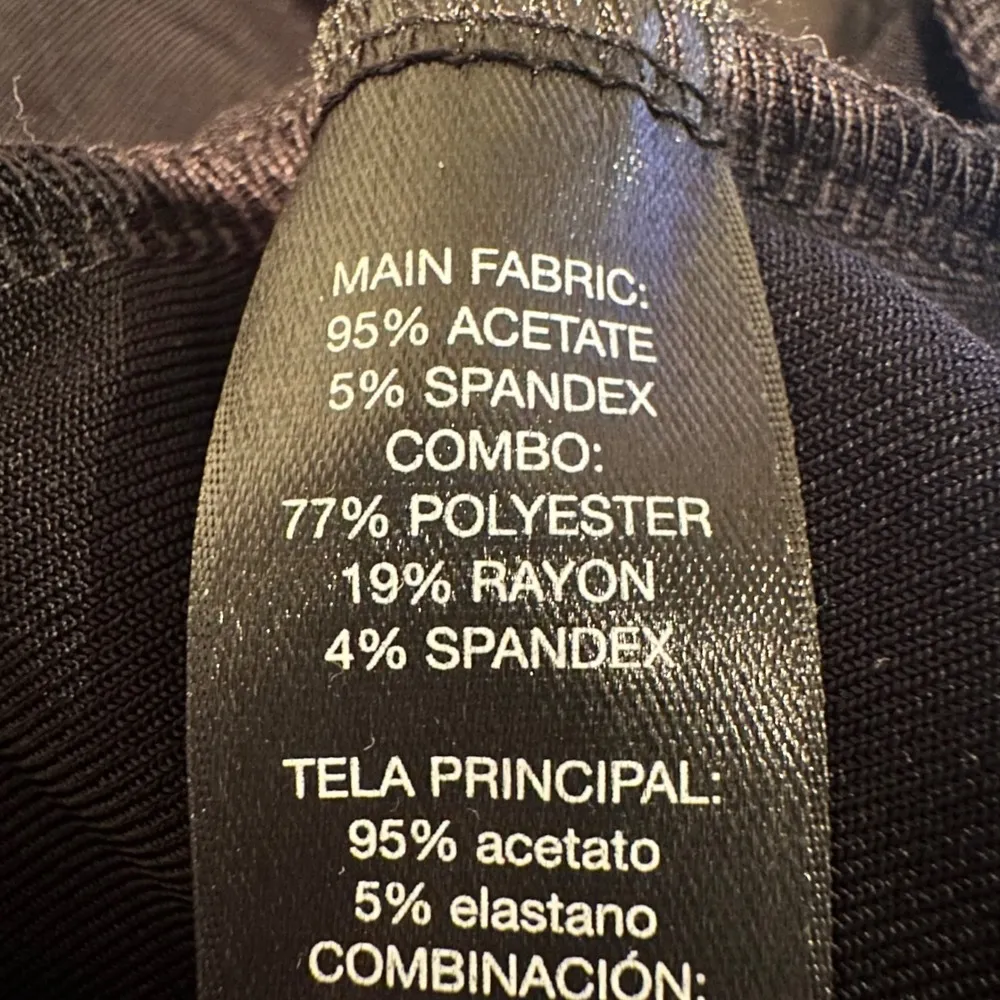 MAIN FABRIC:
95% ACETATE
5% SPANDEX
COMBO:
77% POLYESTER
19% RAYON
4% SPANDEX
TELA PRINCIPAL:
95% acetato
5% elastano
COMBINACIÓN: